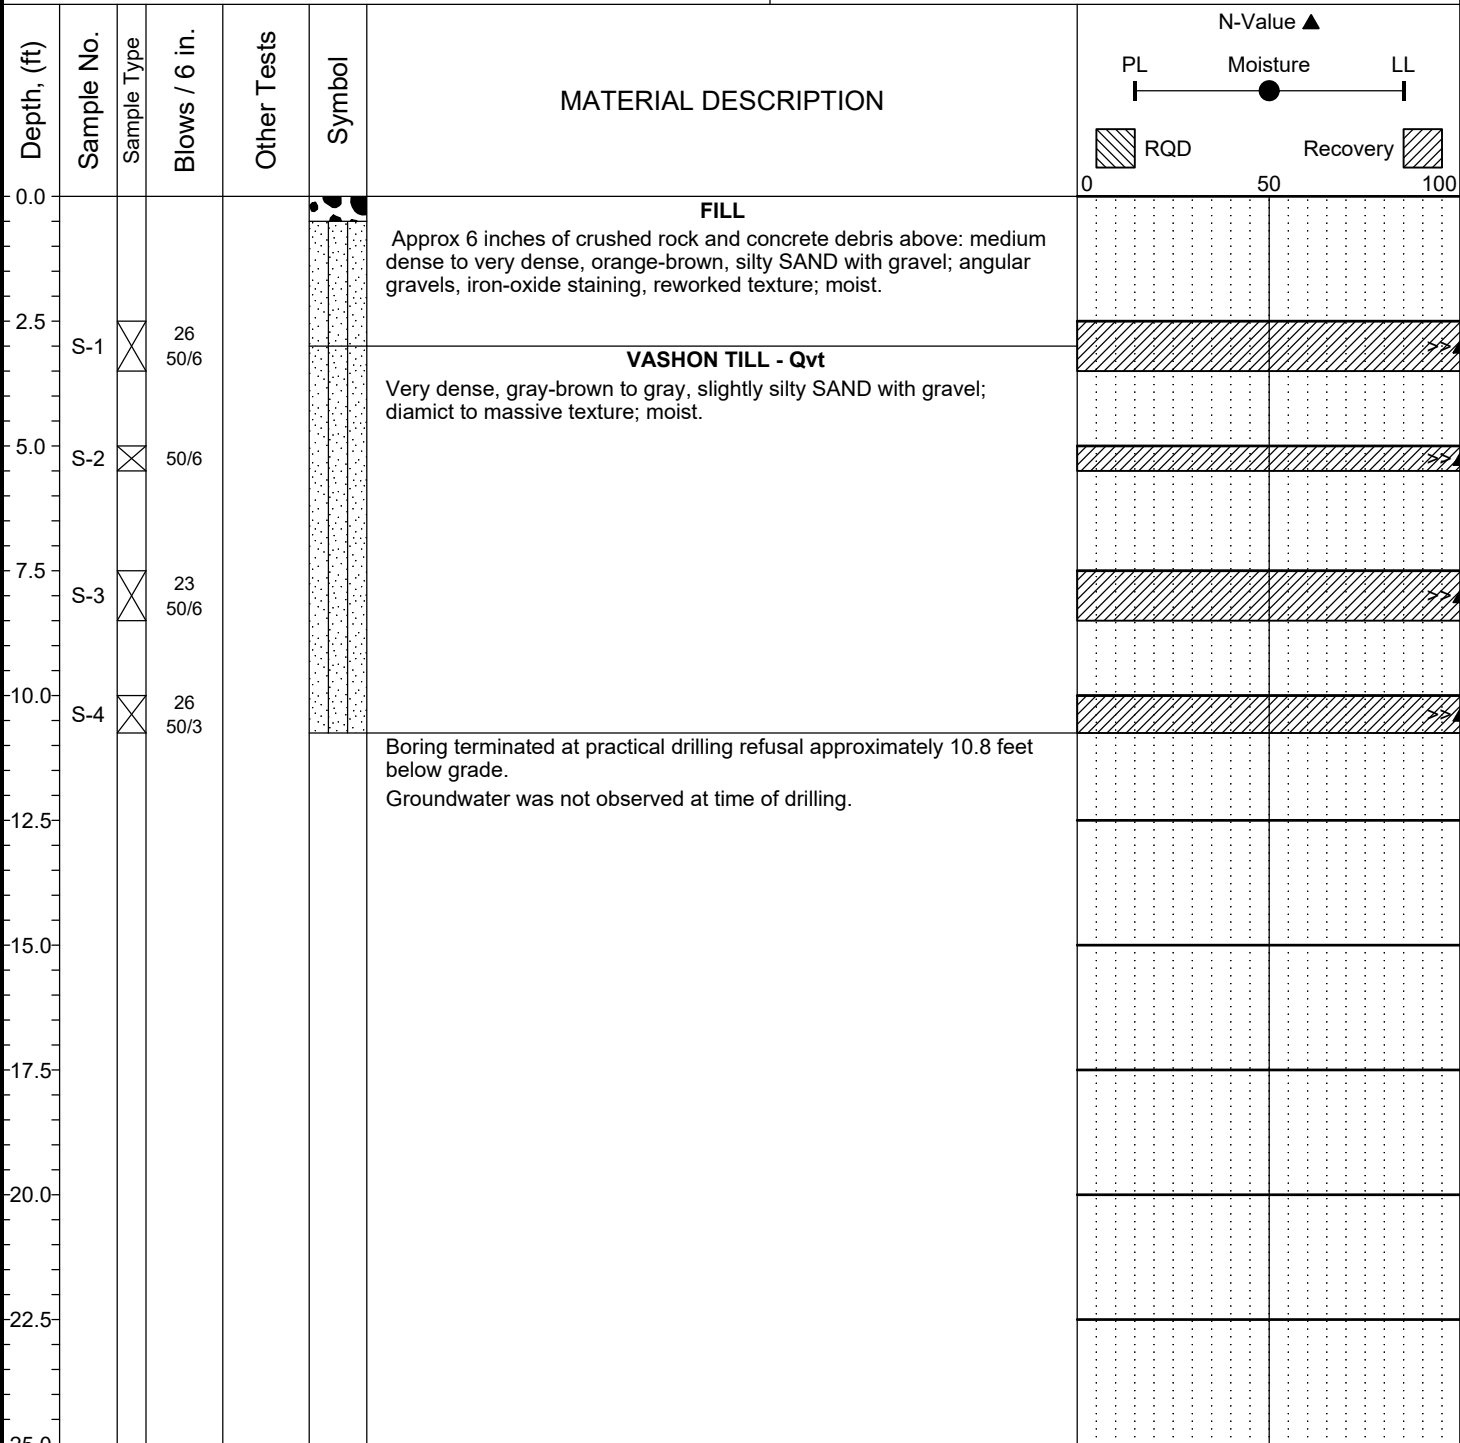 Depth, (ft)
Sample No.
Sample Type
Blows / 6 in.
Other Tests
Symbol
MATERIAL DESCRIPTION
N-Value ▲
PL Moisture LL
RQD Recovery
0 50 100
0.0
FILL
Approx 6 inches of crushed rock and concrete debris above: medium
dense to very dense, orange-brown, silty SAND with gravel; angular
gravels, iron-oxide staining, reworked texture; moist.
2.5
S-1
26
50/6
>>▲
VASHON TILL - Qvt
Very dense, gray-brown to gray, slightly silty SAND with gravel;
diamict to massive texture; moist.
5.0
S-2
50/6
>>▲
7.5
S-3
23
50/6
>>▲
10.0
S-4
26
50/3
>>▲
Boring terminated at practical drilling refusal approximately 10.8 feet
below grade.
Groundwater was not observed at time of drilling.
12.5
15.0
17.5
20.0
22.5
25.0